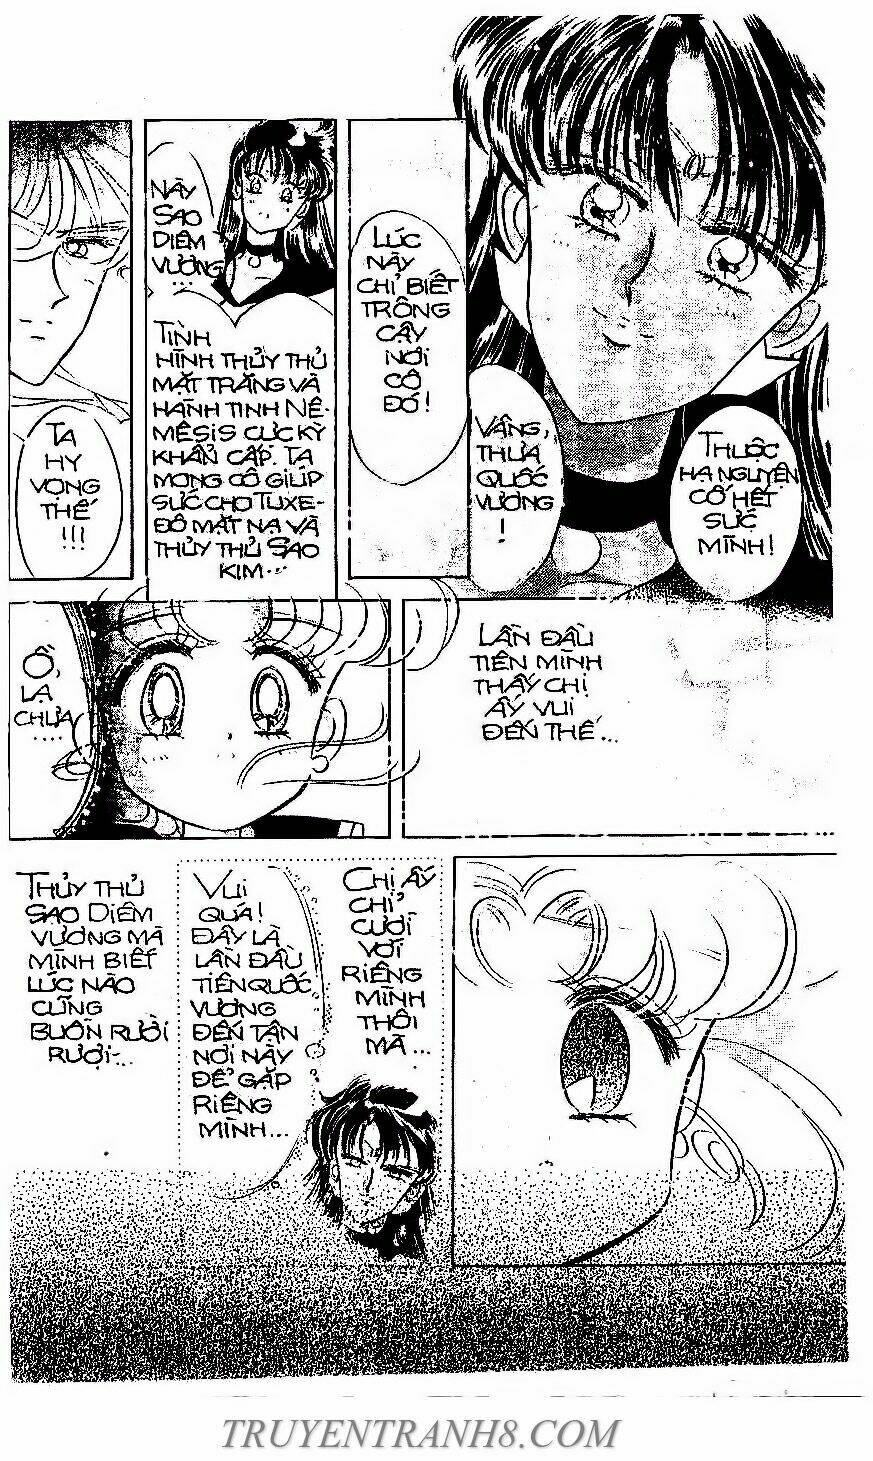 NÀY
SAO
DIÊM
VƯƠNG
...
TÌNH
HÌNH THỦY THỦ
MẶT TRĂNG VÀ
HÀNH TINH NÊ-
MÊSIS CỰC KỲ
KHẨN CẤP. TA
MONG CÔ GIÚP
SỨC CHO TUXE-
ĐÔ MẶT NẠ VÀ
THỦY THỦ SAO
KIM...
TA
HY
VỌNG
THẾ
!!!
LÚC
NÀY
CHỈ BIẾT
TRÔNG
CẬY
NƠI
CÔ
ĐÓ!
VÂNG,
THƯA
QUỐC
VƯƠNG
!
THUỘC
HẠ NGUYỆN
CỐ HẾT
SỨC
MÌNH!
Ồ,
LẠ
CHƯA
....
LẦN ĐẦU
TIÊN MÌNH
THẤY CHỊ
ẤY VUI
ĐẾN THẾ...
THỦY THỦ
SAO DIÊM
VƯƠNG MÀ
MÌNH BIẾT
LÚC NÀO
CŨNG
BUỒN RƯỜI
RƯỢI...
VUI
QUÁ!
ĐÂY LÀ
LẦN ĐẦU
TIÊN QUỐC
VƯƠNG
ĐẾN TẬN
NƠI NÀY
ĐỂ GẶP
RIÊNG
MÌNH...
CHỊ ẤY
CHỈ
CƯỜI
VỚI
RIÊNG
MÌNH
THÔI
MÀ...
TRUYENTRANH8.COM